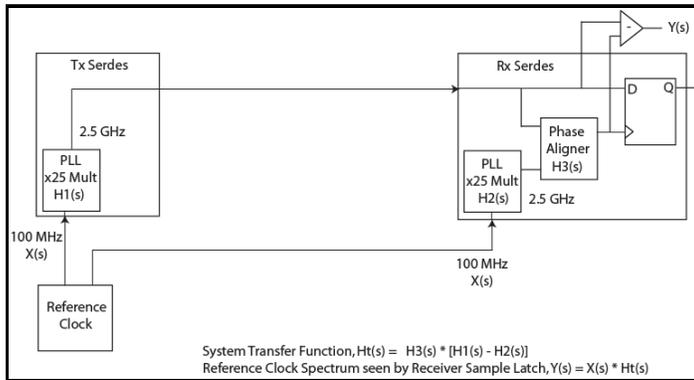 Y(s)
Tx Serdes
Rx Serdes
D Q
2.5 GHz
Phase
Aligner
H3(s)
PLL
x25 Mult
H1(s)
PLL
x25 Mult
H2(s)
2.5 GHz
100 MHz
X(s)
100 MHz
X(s)
Reference
Clock
System Transfer Function, Ht(s) = H3(s) * [H1(s) - H2(s)]
Reference Clock Spectrum seen by Receiver Sample Latch, Y(s) = X(s) * Ht(s)